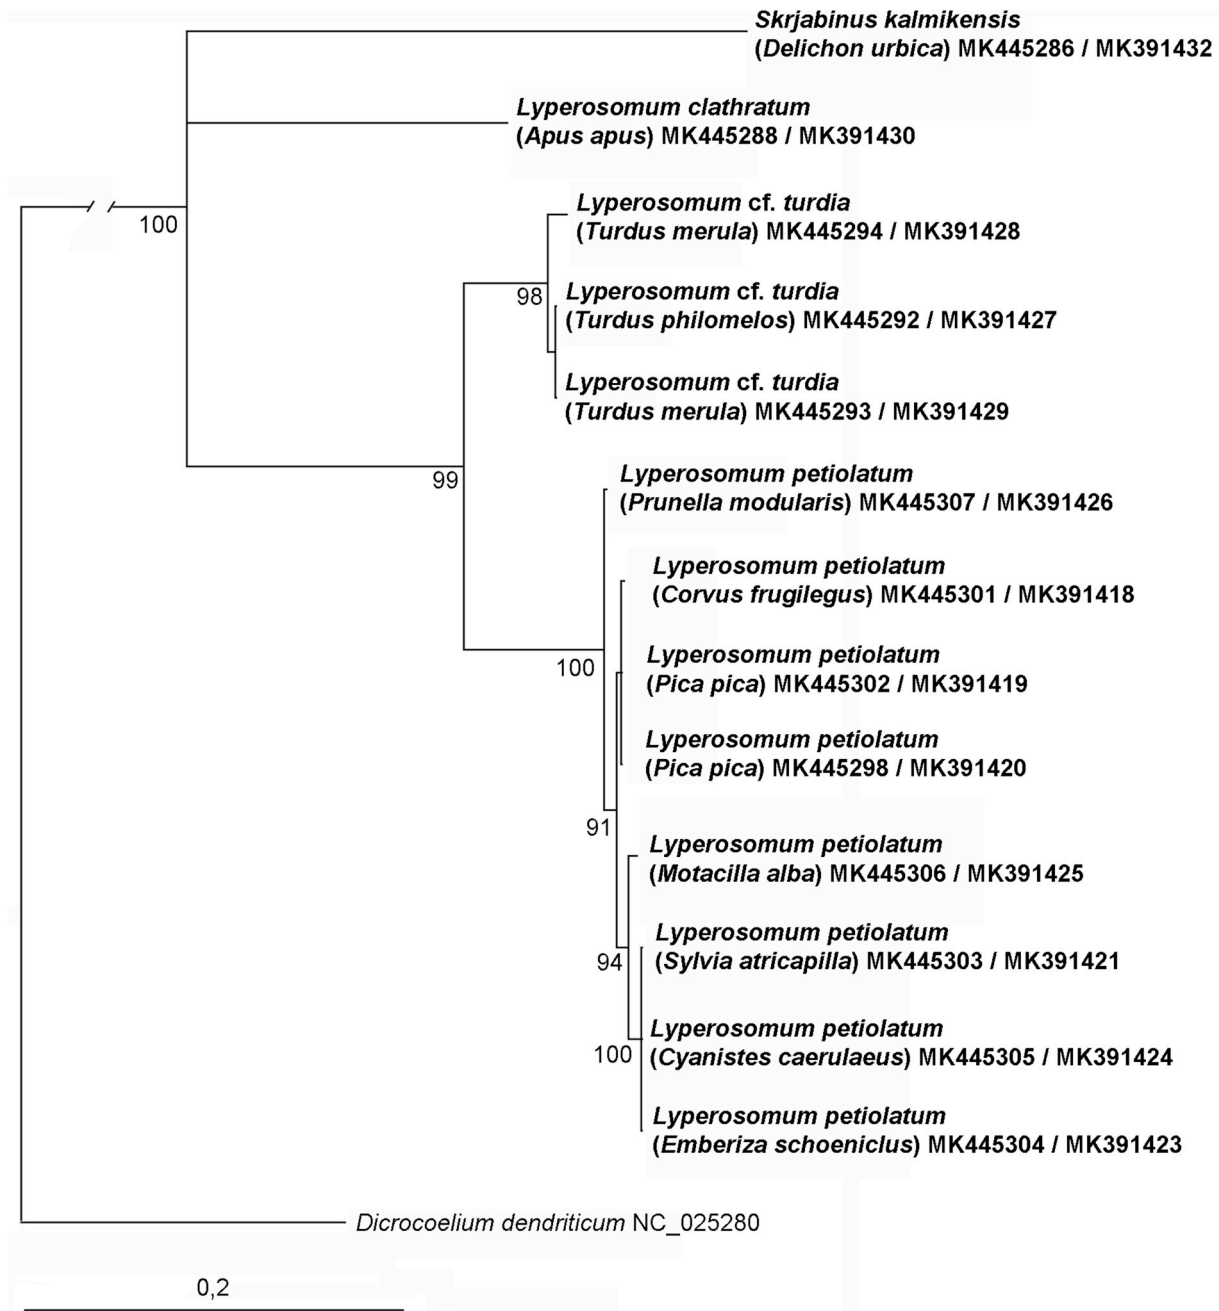 Skrjabinus kalmikensis
(Delichon urbica) MK445286 / MK391432
Lyperosomum clathratum
(Apus apus) MK445288 / MK391430
100
Lyperosomum cf. turdia
(Turdus merula) MK445294 / MK391428
98
Lyperosomum cf. turdia
(Turdus philomelos) MK445292 / MK391427
Lyperosomum cf. turdia
(Turdus merula) MK445293 / MK391429
99
Lyperosomum petiolatum
(Prunella modularis) MK445307 / MK391426
Lyperosomum petiolatum
(Corvus frugilegus) MK445301 / MK391418
100
Lyperosomum petiolatum
(Pica pica) MK445302 / MK391419
Lyperosomum petiolatum
(Pica pica) MK445298 / MK391420
91
Lyperosomum petiolatum
(Motacilla alba) MK445306 / MK391425
94
Lyperosomum petiolatum
(Sylvia atricapilla) MK445303 / MK391421
100
Lyperosomum petiolatum
(Cyanistes caerulaeus) MK445305 / MK391424
Lyperosomum petiolatum
(Emberiza schoeniclus) MK445304 / MK391423
Dicrocoelium dendriticum NC_025280
0,2